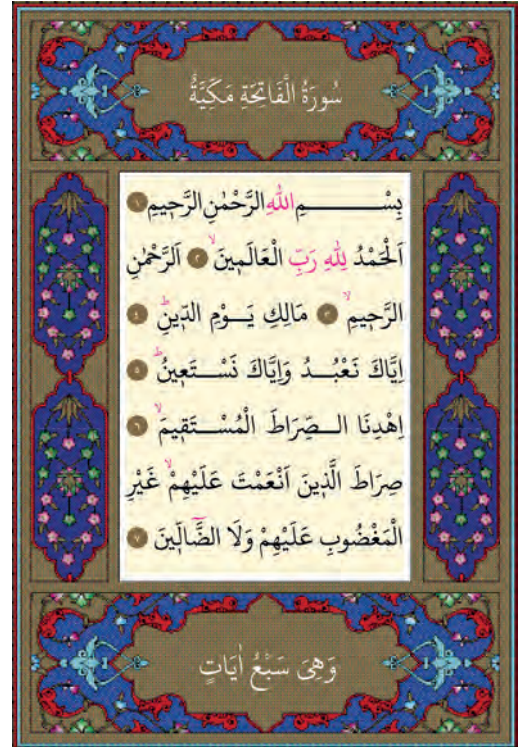 سُورَةُ الْفَاتِحَةِ مَكِّيَّةٌ
بِسْمِ اللّٰهِ الرَّحْمٰنِ الرَّح۪يمِ ﴿١﴾
اَلْحَمْدُ لِلّٰهِ رَبِّ الْعَالَم۪ينَۙ ﴿٢﴾ اَلرَّحْمٰنِ
الرَّح۪يمِۙ ﴿٣﴾ مَالِكِ يَوْمِ الدّ۪ينِۜ ﴿٤﴾
اِيَّاكَ نَعْبُدُ وَاِيَّاكَ نَسْتَع۪ينُۜ ﴿٥﴾
اِهْدِنَا الصِّرَاطَ الْمُسْتَق۪يمَۙ ﴿٦﴾
صِرَاطَ الَّذ۪ينَ اَنْعَمْتَ عَلَيْهِمْۙ غَيْرِ
الْمَغْضُوبِ عَلَيْهِمْ وَلَا الضَّٓالّ۪ينَ ﴿٧﴾
وَهِىَ سَبْعُ اٰيَاتٍ